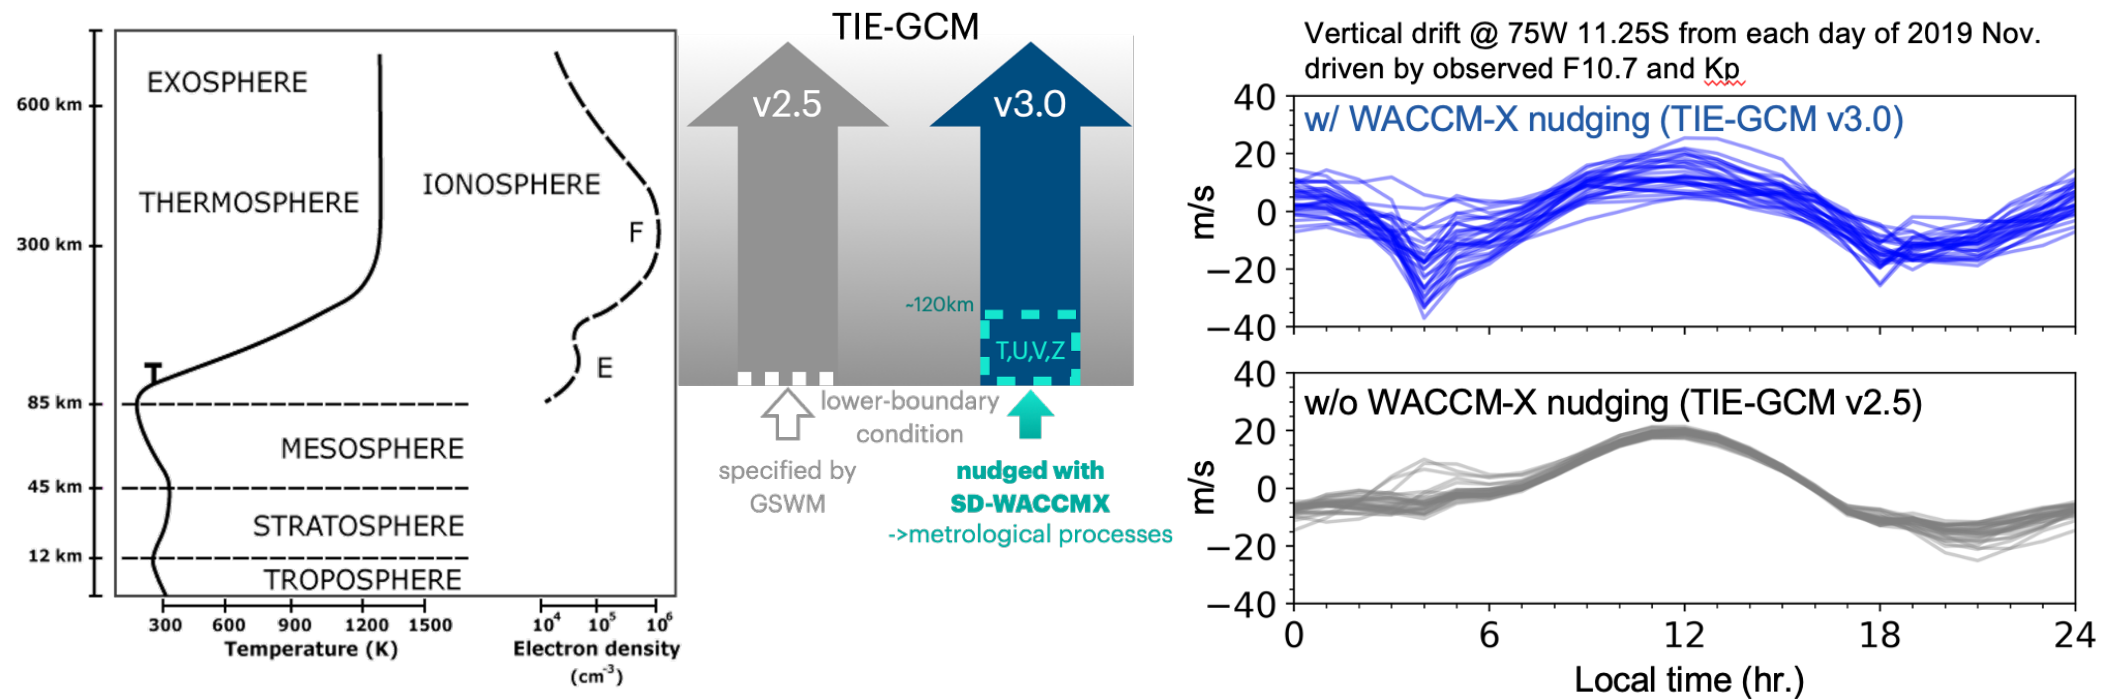 EXOSPHERE
600 km
THERMOSPHERE
IONOSPHERE
F
300 km
E
T
85 km
MESOSPHERE
45 km
STRATOSPHERE
12 km
TROPOSPHERE
300 600 900 1200 1500
Temperature (K)
10⁴ 10⁵ 10⁶
Electron density
(cm⁻³)
TIE-GCM
v2.5
v3.0
~120km
T,U,V,Z
lower-boundary
condition
specified by
GSWM
nudged with
SD-WACCMX
->metrological processes
Vertical drift @ 75W 11.25S from each day of 2019 Nov.
driven by observed F10.7 and Kp
w/ WACCM-X nudging (TIE-GCM v3.0)
40
20
0
−20
−40
m/s
w/o WACCM-X nudging (TIE-GCM v2.5)
40
20
0
−20
−40
m/s
0 6 12 18 24
Local time (hr.)